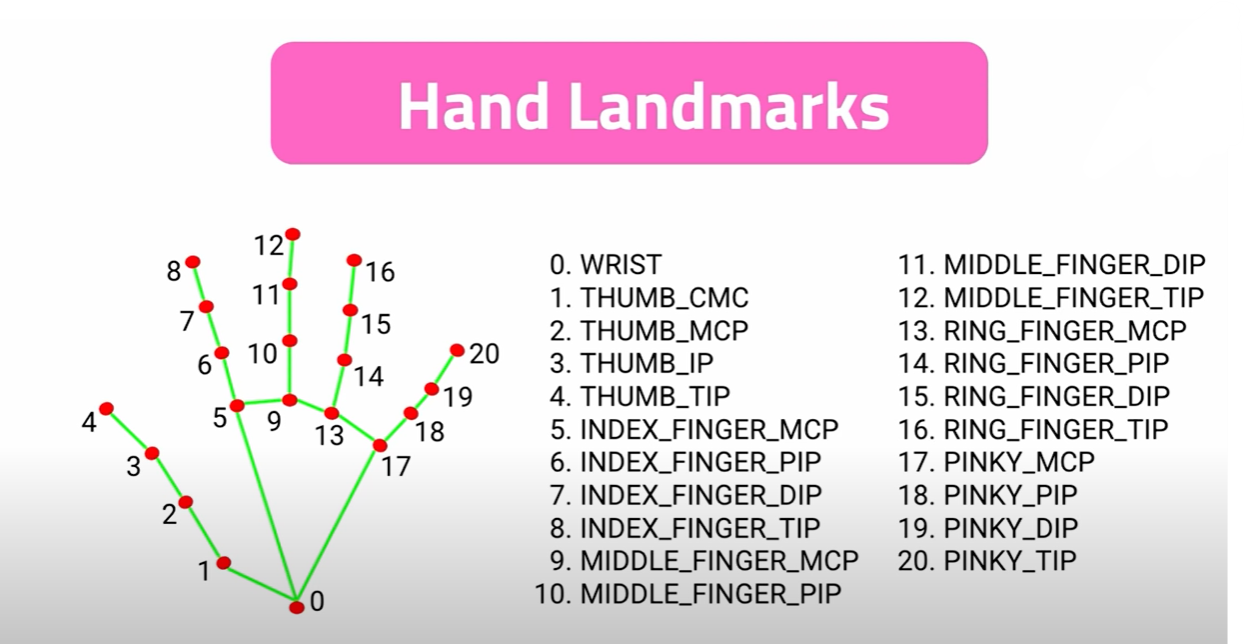 Hand Landmarks
12
8
16
11
7
15
6
10
14
20
19
4
5
9
13
18
3
17
2
1
0
0. WRIST
1. THUMB_CMC
2. THUMB_MCP
3. THUMB_IP
4. THUMB_TIP
5. INDEX_FINGER_MCP
6. INDEX_FINGER_PIP
7. INDEX_FINGER_DIP
8. INDEX_FINGER_TIP
9. MIDDLE_FINGER_MCP
10. MIDDLE_FINGER_PIP
11. MIDDLE_FINGER_DIP
12. MIDDLE_FINGER_TIP
13. RING_FINGER_MCP
14. RING_FINGER_PIP
15. RING_FINGER_DIP
16. RING_FINGER_TIP
17. PINKY_MCP
18. PINKY_PIP
19. PINKY_DIP
20. PINKY_TIP